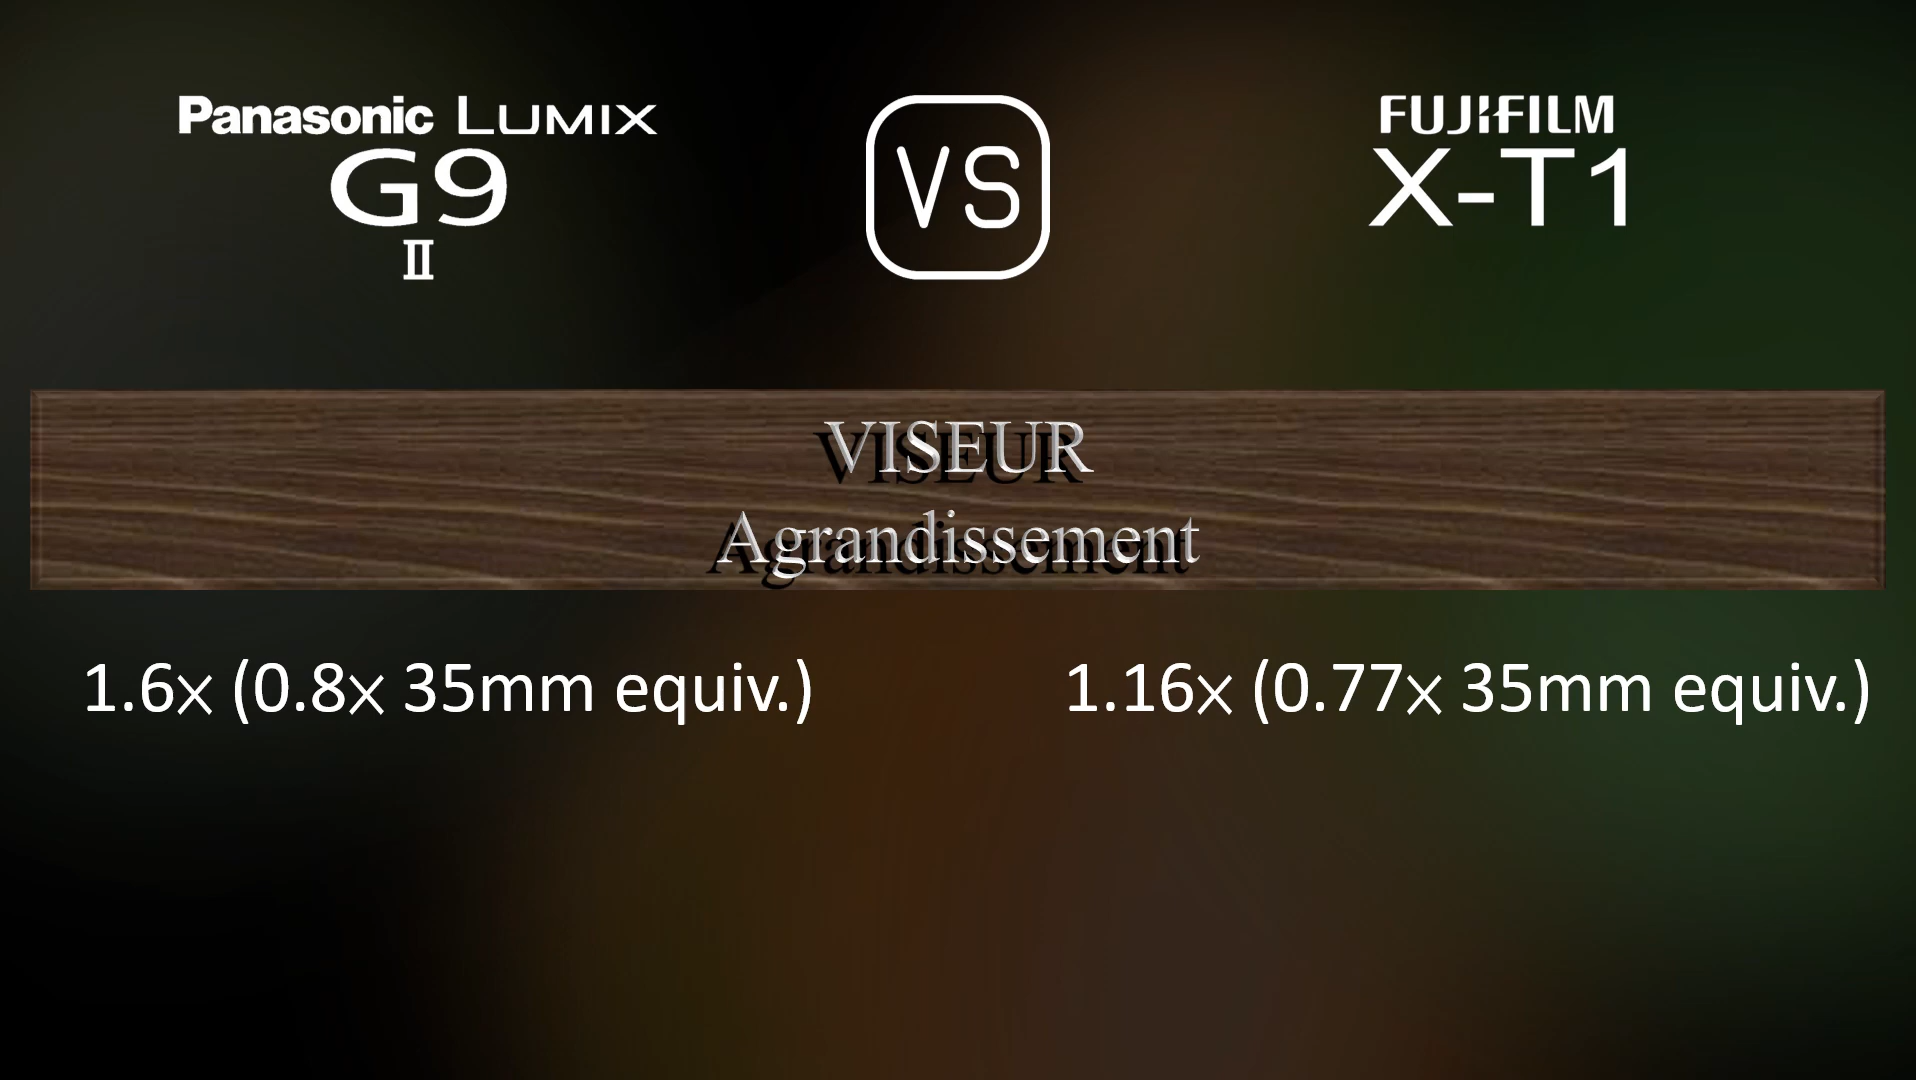 Panasonic LUMIX
G9
II
VS
FUJIFILM
X-T1
VISEUR
Agrandissement
1.6x (0.8x 35mm equiv.)
1.16x (0.77x 35mm equiv.)